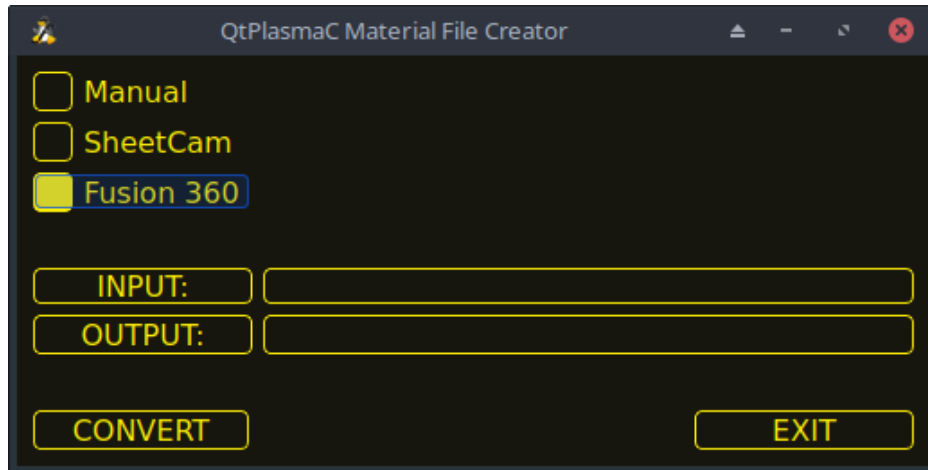 QtPlasmaC Material File Creator
Manual
SheetCam
Fusion 360
INPUT:
OUTPUT:
CONVERT EXIT